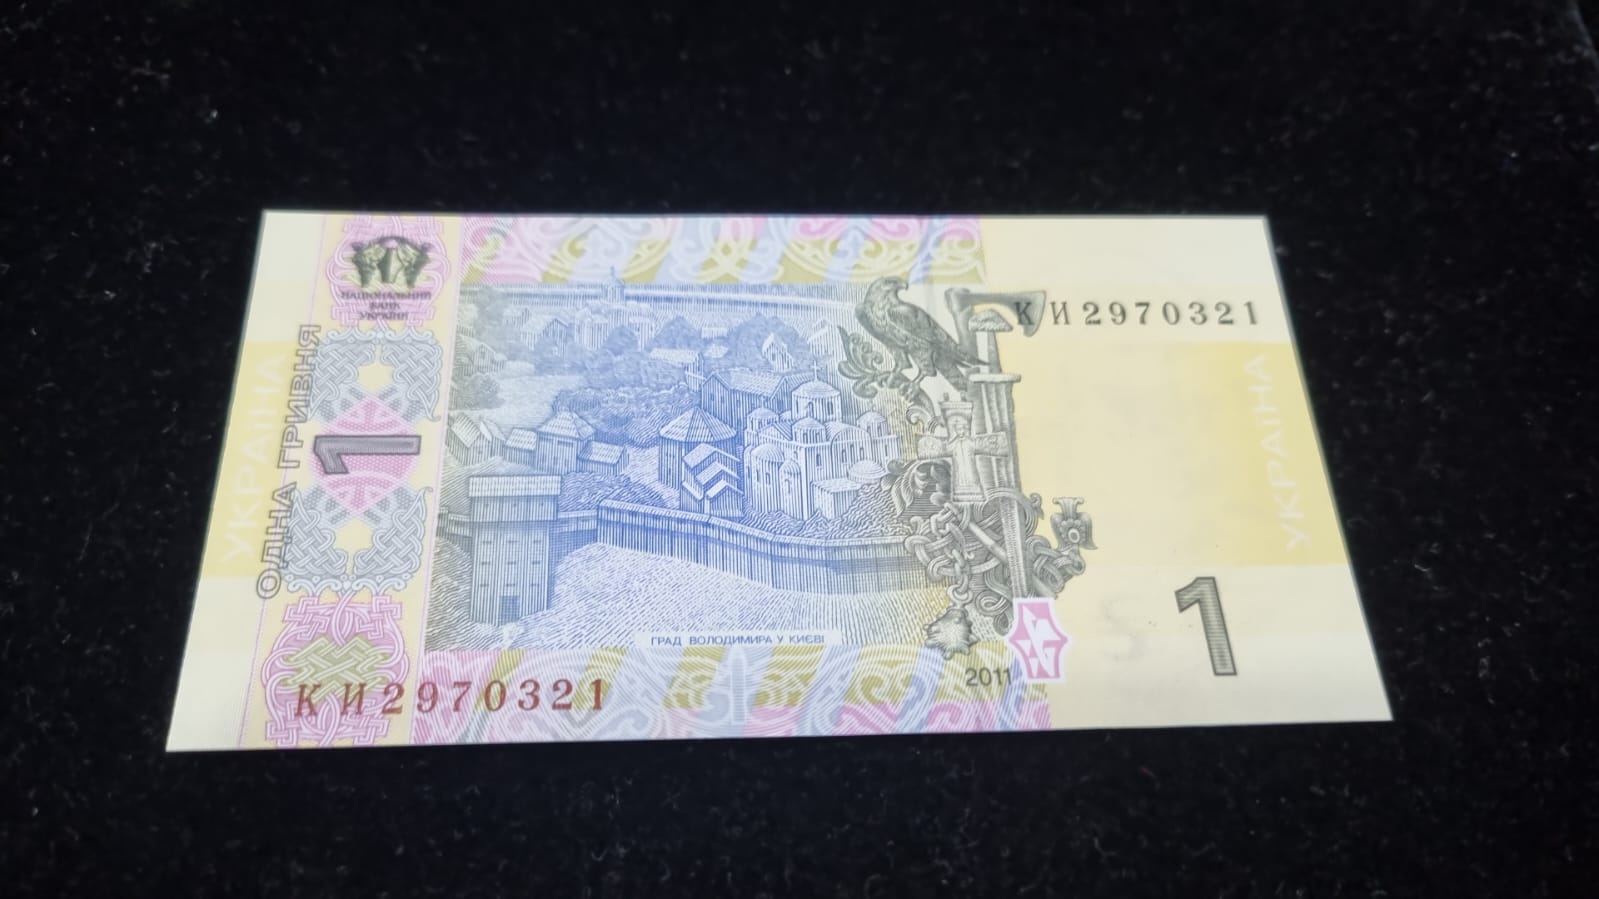 НАЦІОНАЛЬНИЙ
БАНК
УКРАЇНИ
КИ2970321
УКРАЇНА
ОДНА ГРИВНЯ
1
УКРАЇНА
ГРАД ВОЛОДИМИРА У КИЄВІ
2011
1
КИ2970321